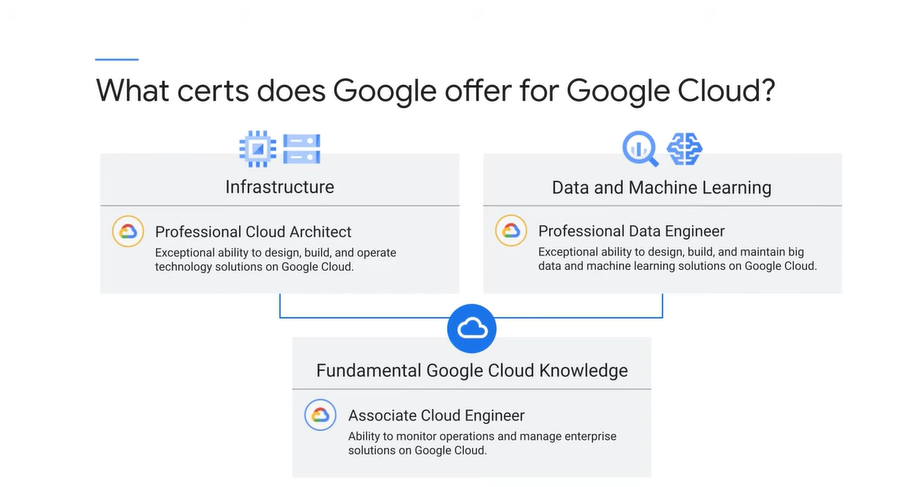 What certs does Google offer for Google Cloud?
Infrastructure
Professional Cloud Architect
Exceptional ability to design, build, and operate
technology solutions on Google Cloud.
Data and Machine Learning
Professional Data Engineer
Exceptional ability to design, build, and maintain big
data and machine learning solutions on Google Cloud.
Fundamental Google Cloud Knowledge
Associate Cloud Engineer
Ability to monitor operations and manage enterprise
solutions on Google Cloud.